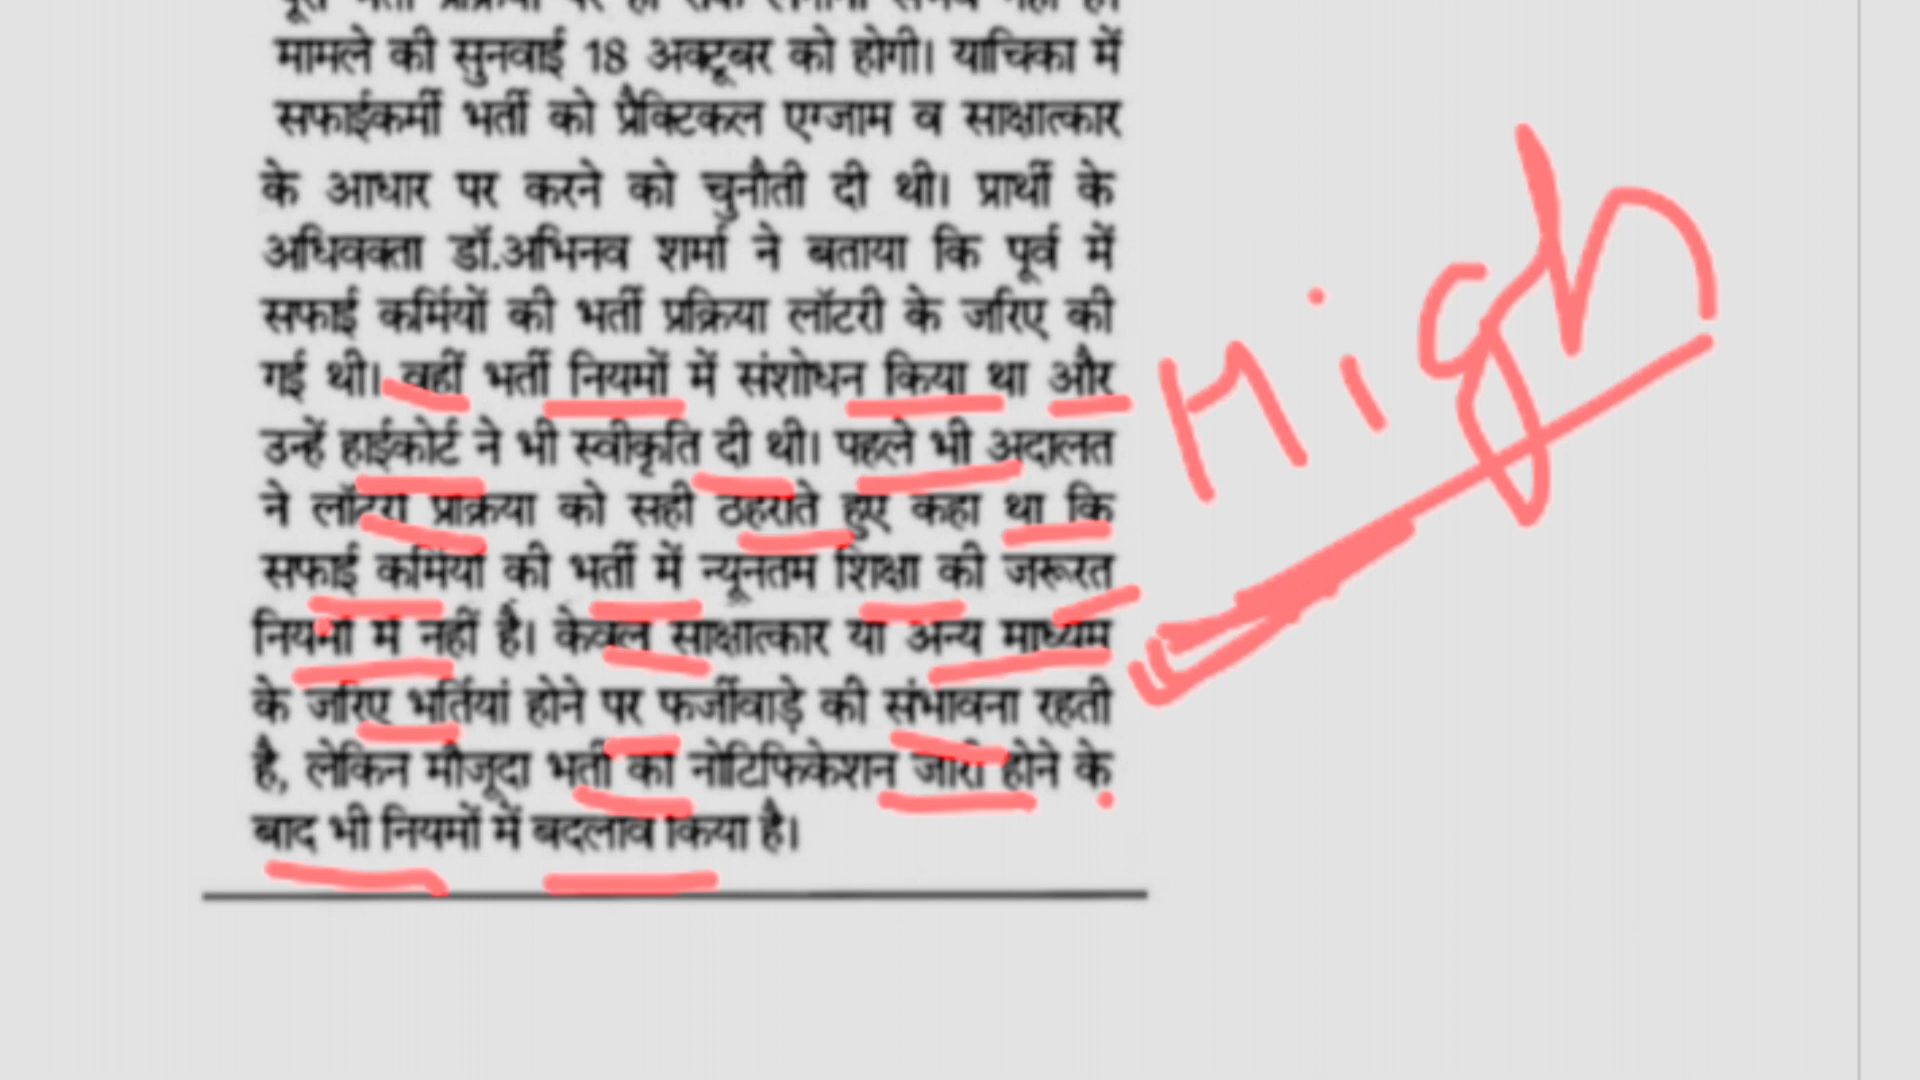 मामले की सुनवाई 18 अक्टूबर को होगी। याचिका में
सफाईकर्मी भर्ती को प्रैक्टिकल एग्जाम व साक्षात्कार
के आधार पर करने को चुनौती दी थी। प्रार्थी के
अधिवक्ता डॉ.अभिनव शर्मा ने बताया कि पूर्व में
सफाई कर्मियों की भर्ती प्रक्रिया लॉटरी के जरिए की
गई थी। वहीं भर्ती नियमों में संशोधन किया था और
उन्हें हाईकोर्ट ने भी स्वीकृति दी थी। पहले भी अदालत
ने लॉटरी प्रक्रिया को सही ठहराते हुए कहा था कि
सफाई कर्मियों की भर्ती में न्यूनतम शिक्षा की जरूरत
नियमों में नहीं है। केवल साक्षात्कार या अन्य माध्यम
के जरिए भर्तियां होने पर फर्जीवाड़े की संभावना रहती
है, लेकिन मौजूदा भर्ती का नोटिफिकेशन जारी होने के
बाद भी नियमों में बदलाव किया है।
High